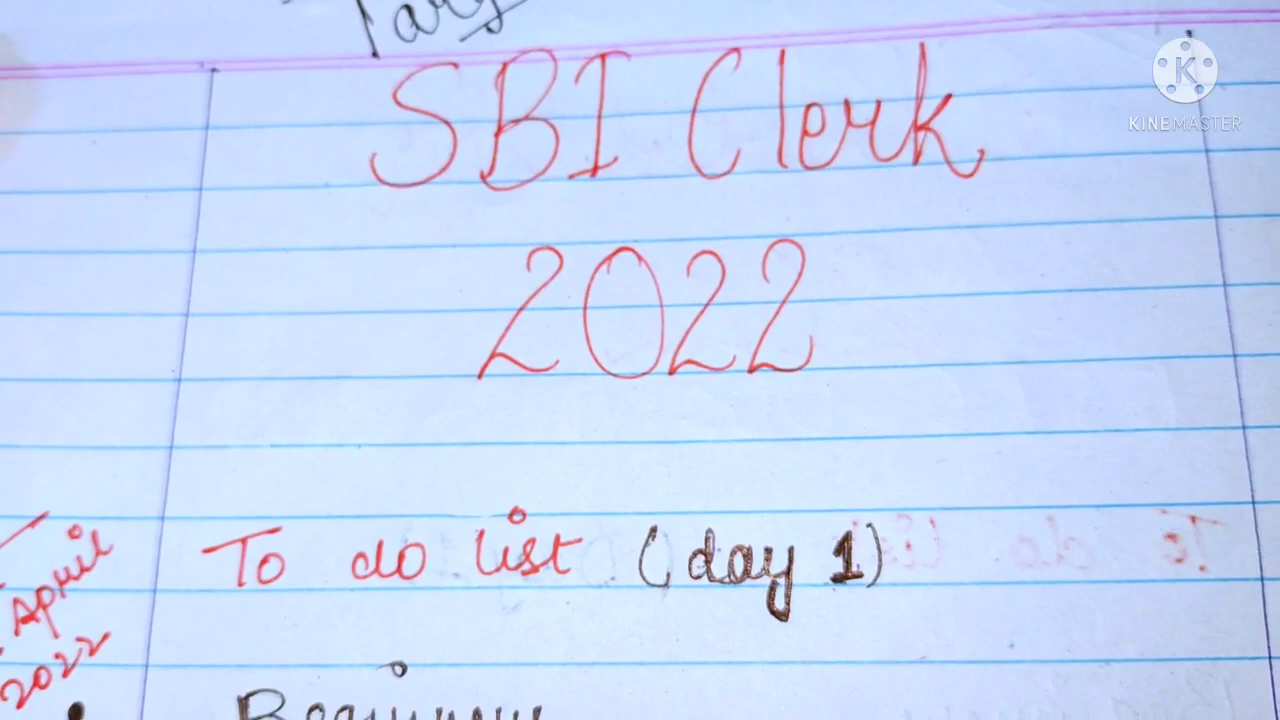 SBI Clerk
KINEMASTER
2022
To do list (day 1)
April
2022